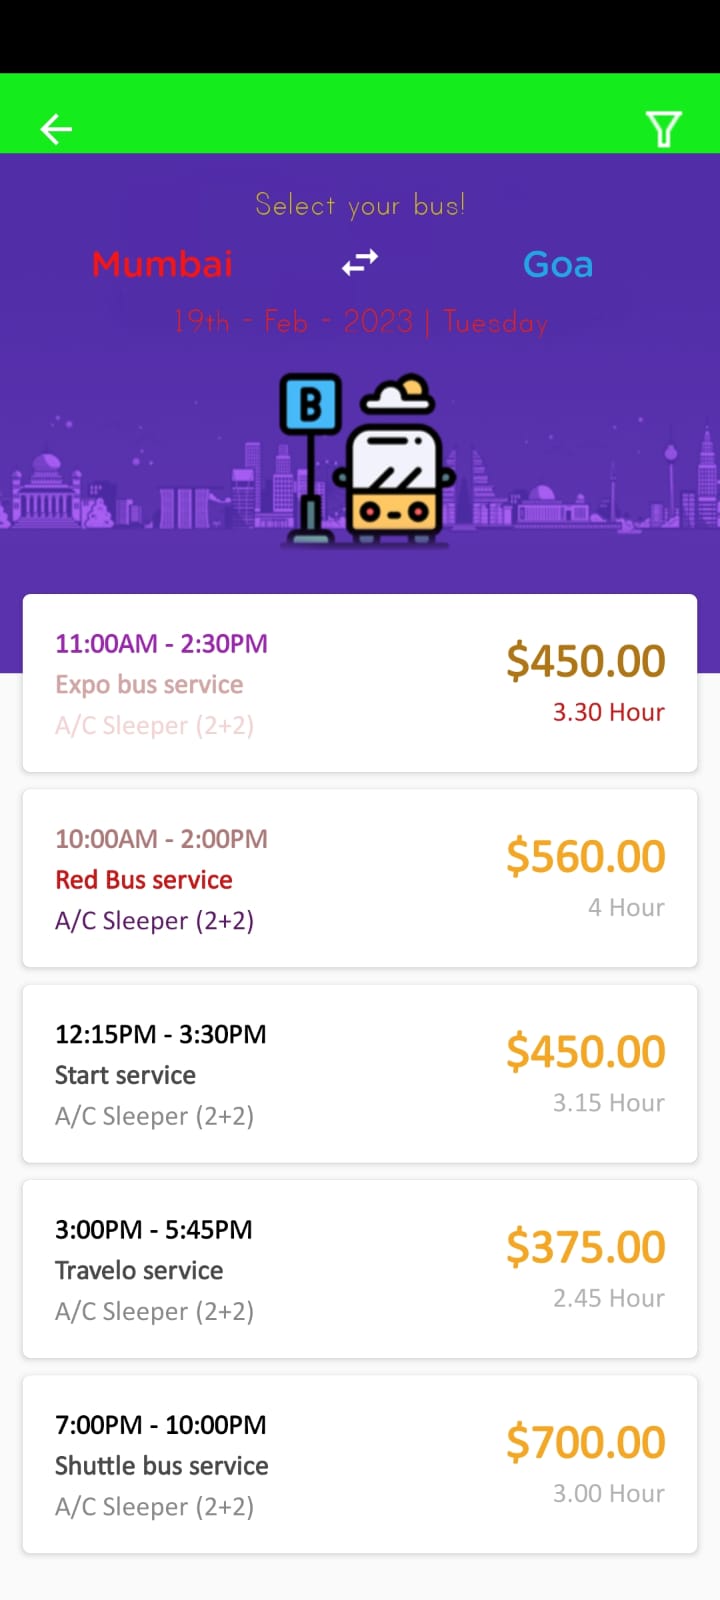 Select your bus!
Mumbai Goa
19th - Feb - 2023 | Tuesday
B
11:00AM - 2:30PM
$450.00
Expo bus service
3.30 Hour
A/C Sleeper (2+2)
10:00AM - 2:00PM
$560.00
Red Bus service
4 Hour
A/C Sleeper (2+2)
12:15PM - 3:30PM
$450.00
Start service
3.15 Hour
A/C Sleeper (2+2)
3:00PM - 5:45PM
$375.00
Travelo service
2.45 Hour
A/C Sleeper (2+2)
7:00PM - 10:00PM
$700.00
Shuttle bus service
3.00 Hour
A/C Sleeper (2+2)